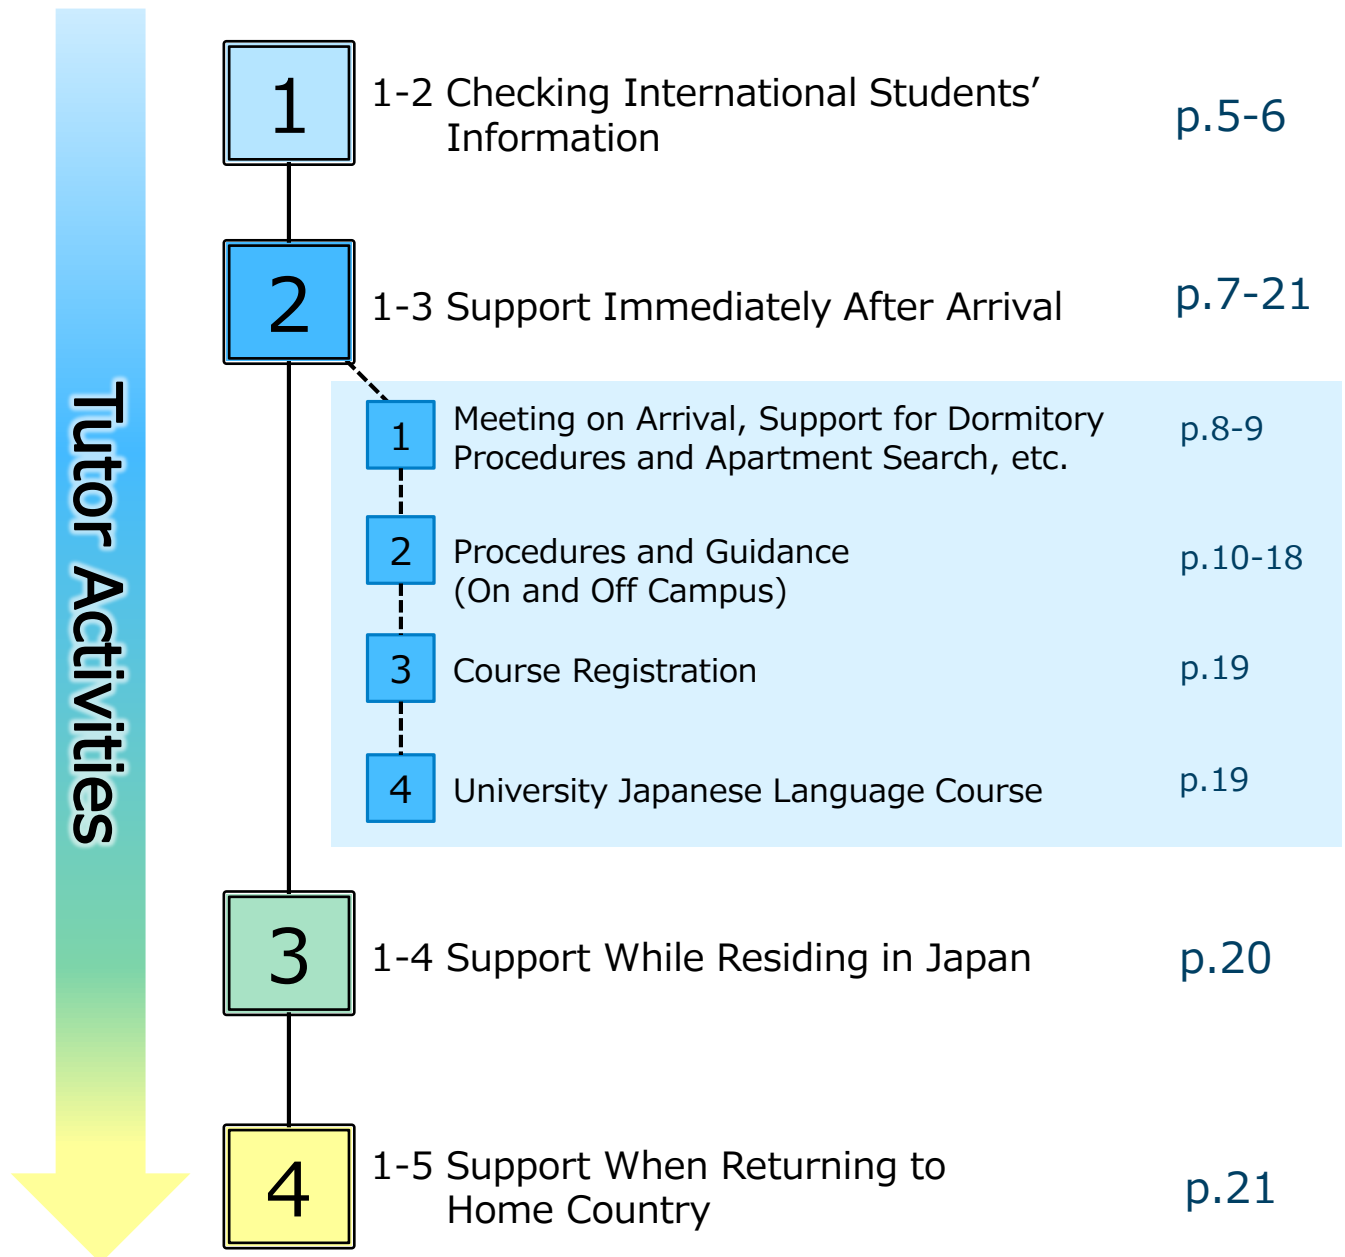 Tutor Activities
1
1-2 Checking International Students’
Information
p.5-6
2
1-3 Support Immediately After Arrival
p.7-21
1
Meeting on Arrival, Support for Dormitory
Procedures and Apartment Search, etc.
p.8-9
2
Procedures and Guidance
(On and Off Campus)
p.10-18
3
Course Registration
p.19
4
University Japanese Language Course
p.19
3
1-4 Support While Residing in Japan
p.20
4
1-5 Support When Returning to
Home Country
p.21